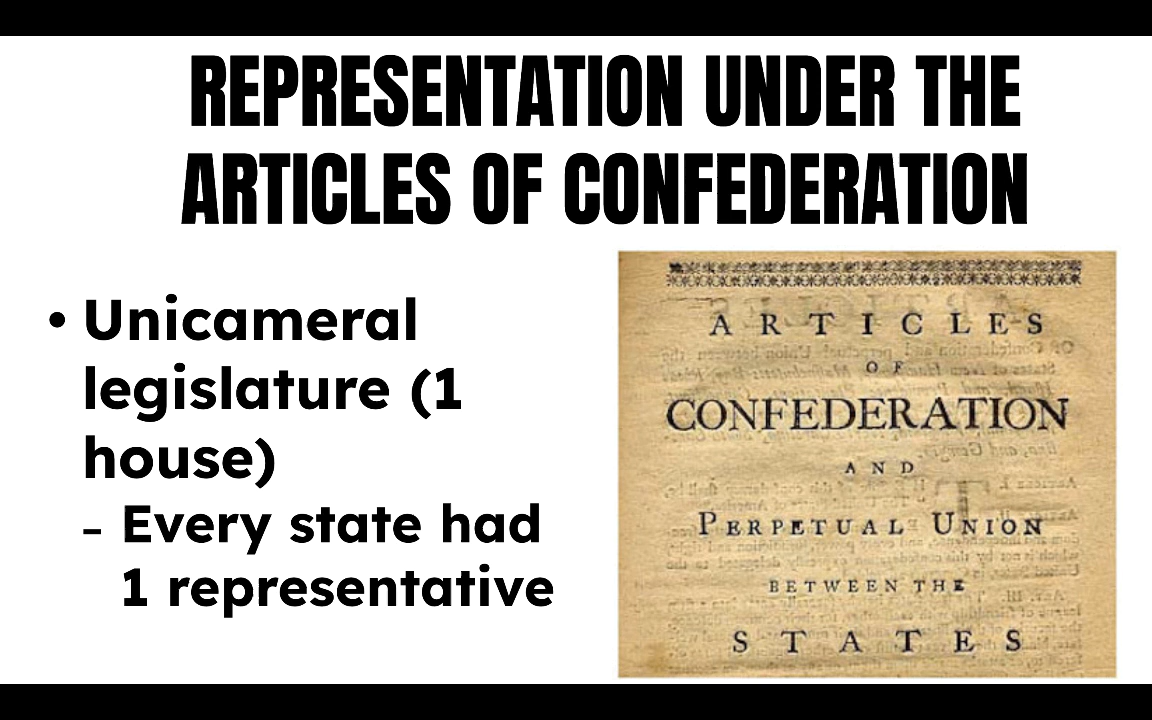 REPRESENTATION UNDER THE
ARTICLES OF CONFEDERATION
• Unicameral
legislature (1
house)
- Every state had
1 representative
ARTICLES
OF
CONFEDERATION
AND
PERPETUAL UNION
BETWEEN THE
STATES